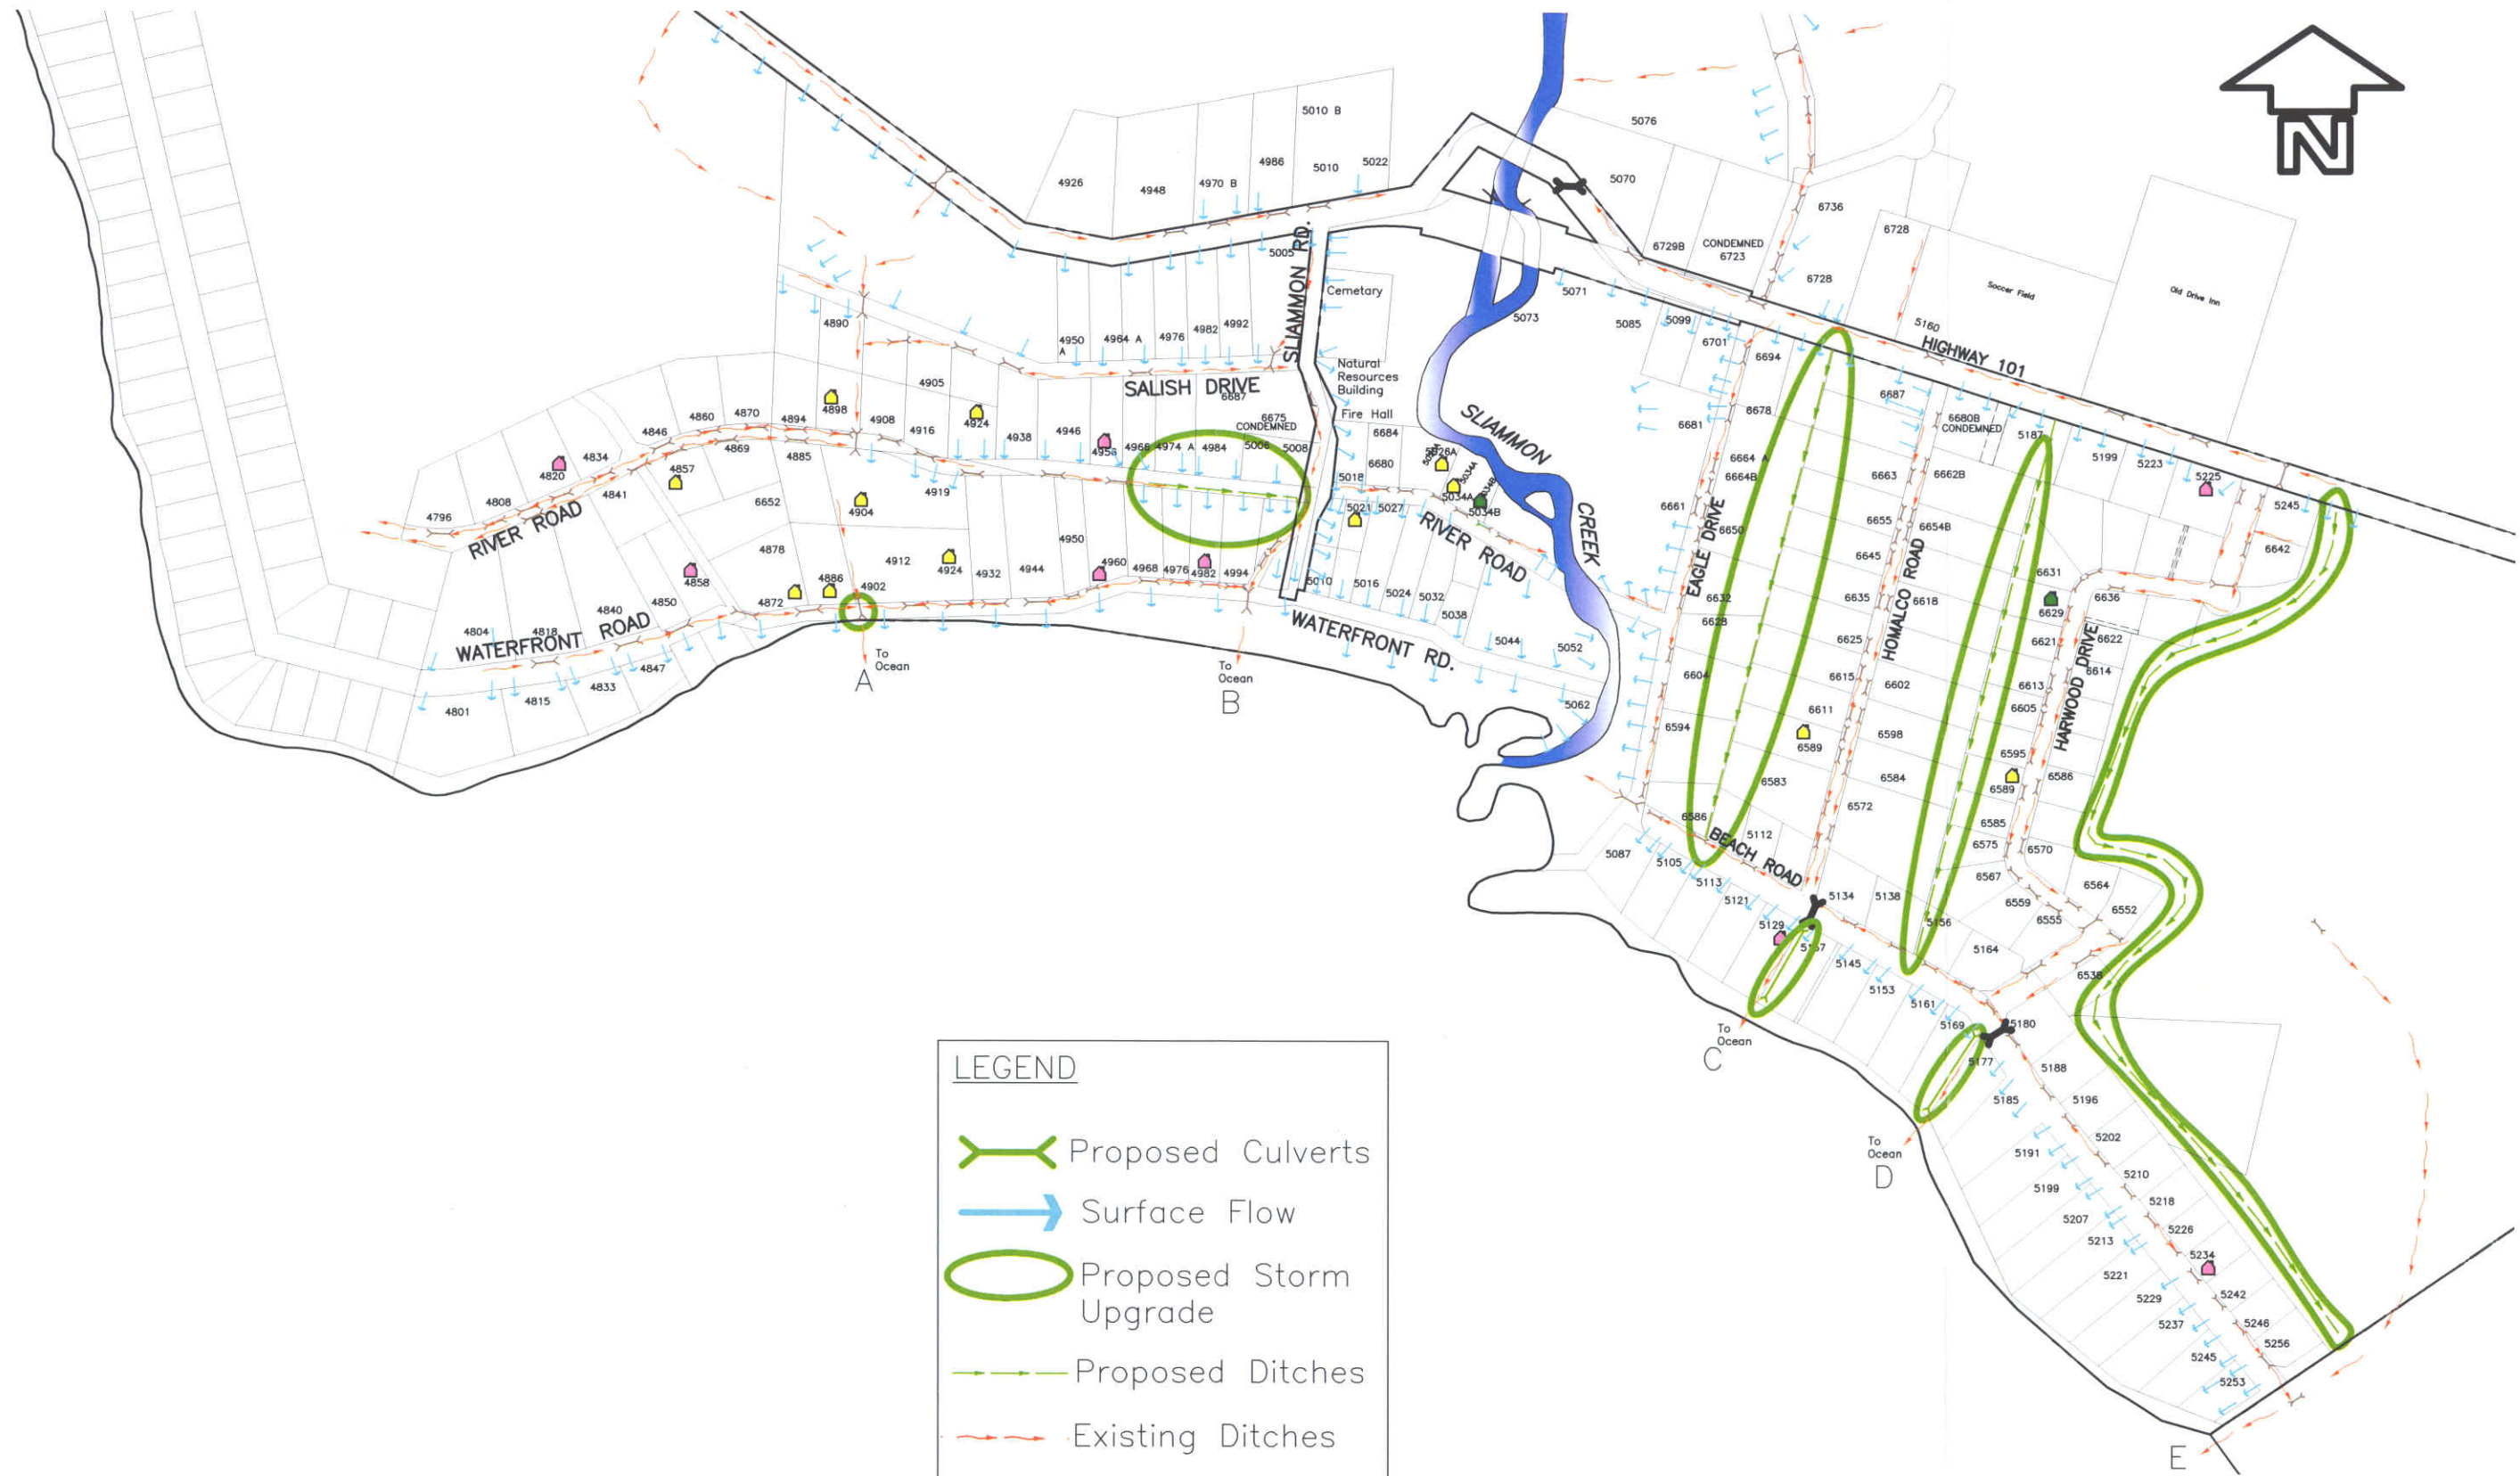 N
5010 B
5076
4926
4948
4970 B
4986
5010
5022
5070
6736
6729B
CONDEMNED
6723
6728
6728
5005
SLIAMMON RD.
Cemetary
5071
5073
5085
5099
6701
6694
Soccer Field
Old Drive Inn
5160
HIGHWAY 101
4890
4950
A
4964 A
4976
4982
4992
Natural
Resources
Building
Fire Hall
SALISH DRIVE
6687
6675
CONDEMNED
4905
4846
4860
4870
4894
4898
4908
4916
4924
4938
4946
4956
4966
4974 A
4984
5006
5008
6684
6680
5018
5026A
5034A
5034A
5034B
5034B
SLIAMMON
CREEK
6678
6681
6687
6680B
CONDEMNED
5187
5199
5223
5225
5245
4834
4820
4808
4796
4841
4857
4869
4885
RIVER ROAD
6652
4904
4919
5021
5027
RIVER ROAD
6664 A
6664B
6663
6662B
6661
EAGLE DRIVE
6650
6655
6654B
6645
HOMALCO ROAD
6642
4878
4858
4912
4924
4932
4944
4950
4960
4968
4976
4982
4994
5010
5016
5024
5032
5038
6632
6628
6635
6618
6631
6629
6636
4872
4886
4902
4840
4850
4804
4818
WATERFRONT ROAD
4847
4833
4815
4801
To
Ocean
A
To
Ocean
B
WATERFRONT RD.
5044
5052
5062
6625
6621
6622
6604
6615
6602
6613
6614
HARWOOD DRIVE
6594
6611
6605
6589
6598
6595
6583
6584
6589
6586
6586
5112
BEACH ROAD
6572
6585
6575
6570
5087
5105
5113
5121
5129
5137
5134
5138
6567
6564
6559
6555
6552
5156
5164
5145
5153
5161
5169
6538
5180
To
Ocean
C
5177
5188
5185
5196
To
Ocean
D
5202
5191
5210
5199
5218
5207
5226
5213
5234
5221
5242
5229
5246
5237
5256
5245
5253
E
LEGEND
Proposed Culverts
Surface Flow
Proposed Storm
Upgrade
Proposed Ditches
Existing Ditches